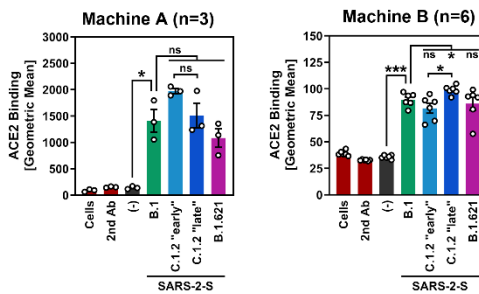 Machine A (n=3)
ACE2 Binding
[Geometric Mean]
3000
2500
2000
1500
1000
500
0
ns
*
ns
Cells
2nd Ab
(-)
B.1
C.1.2 "early"
C.1.2 "late"
B.1.621
SARS-2-S
Machine B (n=6)
ACE2 Binding
[Geometric Mean]
150
125
100
75
50
25
0
ns * ns
***
*
Cells
2nd Ab
(-)
B.1
C.1.2 "early"
C.1.2 "late"
B.1.621
SARS-2-S